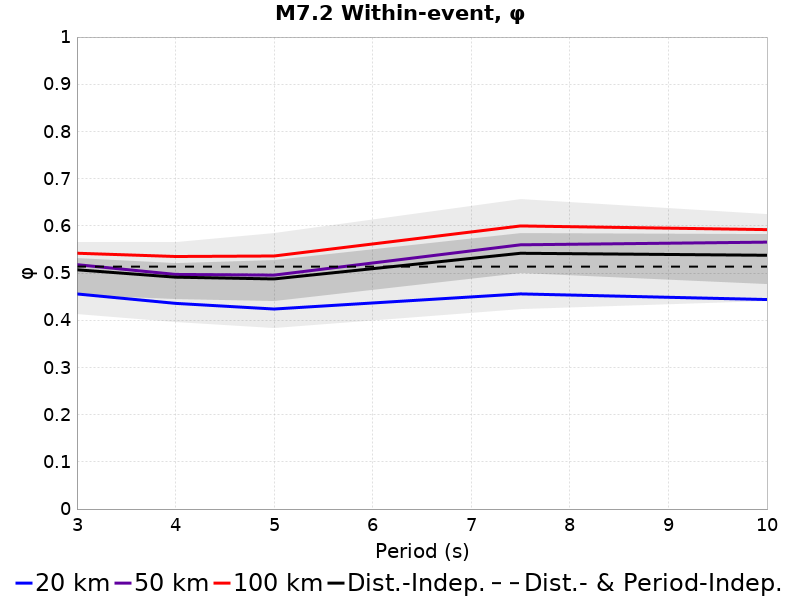 M7.2 Within-event, φ
1
0.9
0.8
0.7
0.6
0.5
0.4
0.3
0.2
0.1
0
φ
3 4 5 6 7 8 9 10
Period (s)
20 km 50 km 100 km Dist.-Indep. Dist.- & Period-Indep.